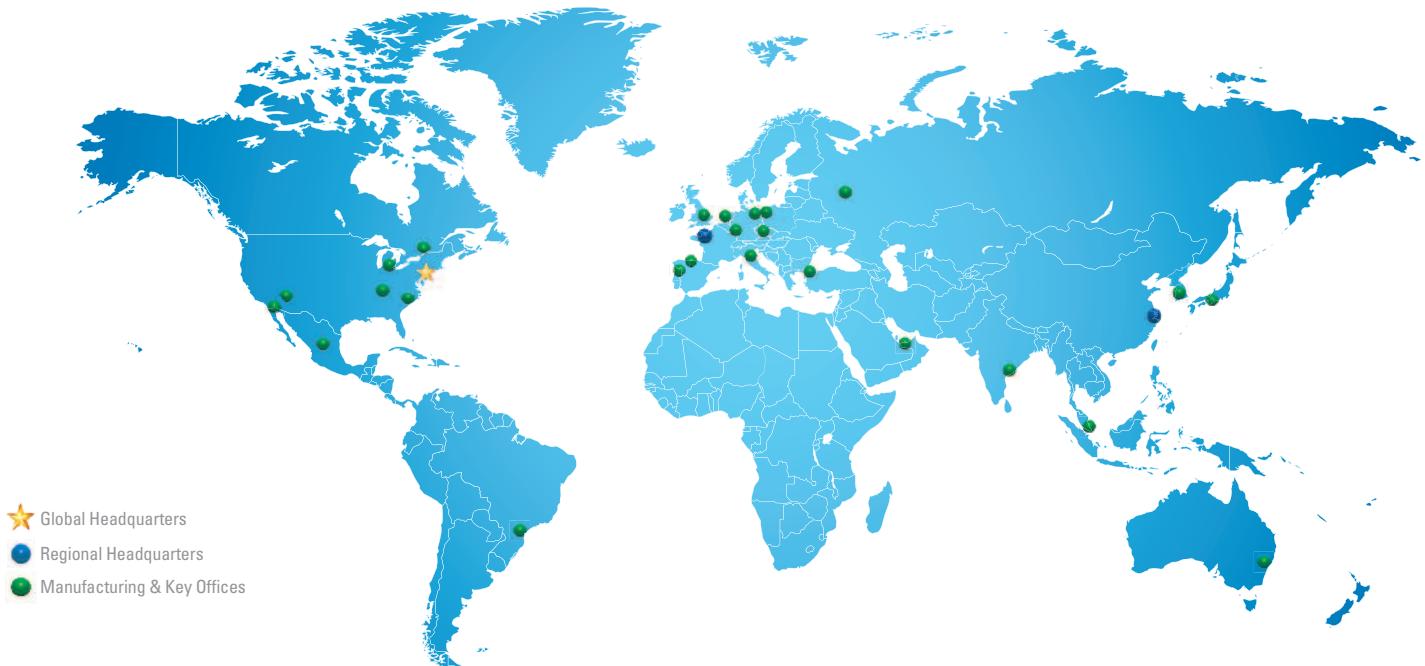 Global Headquarters
Regional Headquarters
Manufacturing & Key Offices